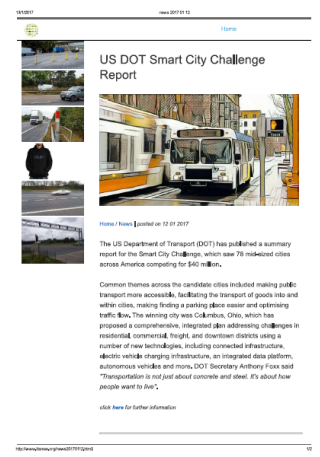 13/1/2017
news 2017 01 12
Home
US DOT Smart City Challenge
Report
Home / News | posted on 12 01 2017
The US Department of Transport (DOT) has published a summary
report for the Smart City Challenge, which saw 78 mid-sized cities
across America competing for $40 million.
Common themes across the candidate cities included making public
transport more accessible, facilitating the transport of goods into and
within cities, making finding a parking place easier and optimising
traffic flow. The winning city was Columbus, Ohio, which has
proposed a comprehensive, integrated plan addressing challenges in
residential, commercial, freight, and downtown districts using a
number of new technologies, including connected infrastructure,
electric vehicle charging infrastructure, an integrated data platform,
autonomous vehicles and more. DOT Secretary Anthony Foxx said
"Transportation is not just about concrete and steel. It's about how
people want to live".
click here for further information
1/2